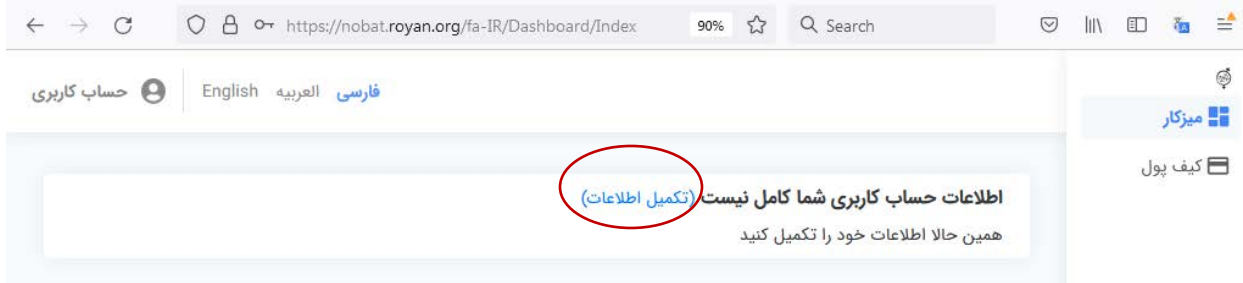 https://nobat.royan.org/fa-IR/Dashboard/Index 90% Search
حساب کاربری English العربیه فارسی
میزکار
کیف پول
اطلاعات حساب کاربری شما کامل نیست (تکمیل اطلاعات)
همین حالا اطلاعات خود را تکمیل کنید